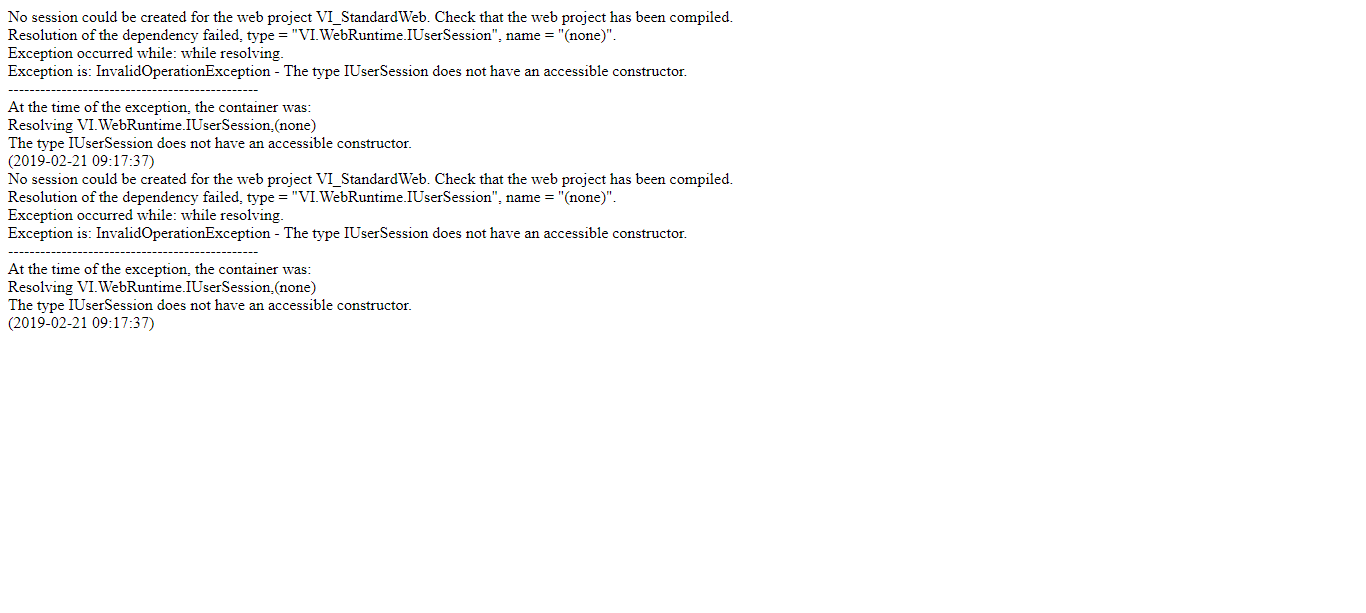 No session could be created for the web project VI_StandardWeb. Check that the web project has been compiled.
Resolution of the dependency failed, type = "VI.WebRuntime.IUserSession", name = "(none)".
Exception occurred while: while resolving.
Exception is: InvalidOperationException - The type IUserSession does not have an accessible constructor.
-----------------------------------------------
At the time of the exception, the container was:
Resolving VI.WebRuntime.IUserSession,(none)
The type IUserSession does not have an accessible constructor.
(2019-02-21 09:17:37)
No session could be created for the web project VI_StandardWeb. Check that the web project has been compiled.
Resolution of the dependency failed, type = "VI.WebRuntime.IUserSession", name = "(none)".
Exception occurred while: while resolving.
Exception is: InvalidOperationException - The type IUserSession does not have an accessible constructor.
-----------------------------------------------
At the time of the exception, the container was:
Resolving VI.WebRuntime.IUserSession,(none)
The type IUserSession does not have an accessible constructor.
(2019-02-21 09:17:37)